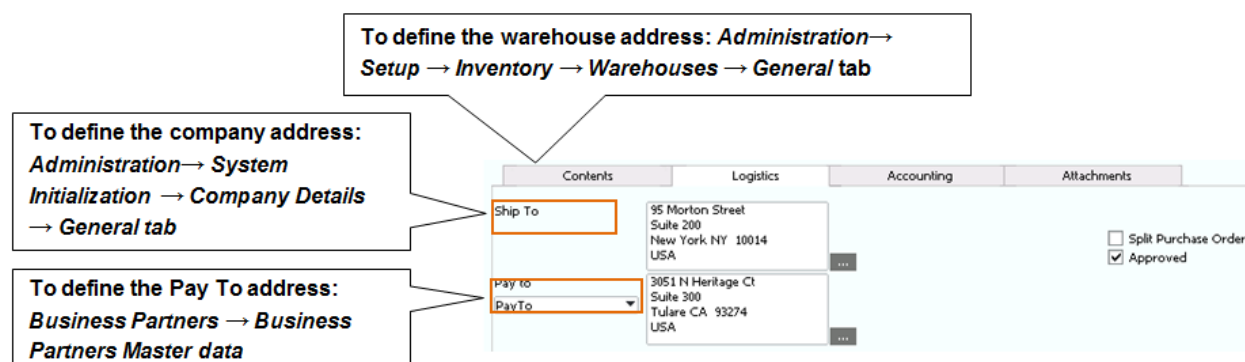 To define the warehouse address: Administration→
Setup → Inventory → Warehouses → General tab
To define the company address:
Administration→ System
Initialization → Company Details
→ General tab
To define the Pay To address:
Business Partners → Business
Partners Master data
Contents Logistics Accounting Attachments
Ship To
95 Morton Street
Suite 200
New York NY 10014
USA
...
Split Purchase Order
Approved
Pay to
PayTo
3051 N Heritage Ct
Suite 300
Tulare CA 93274
USA
...